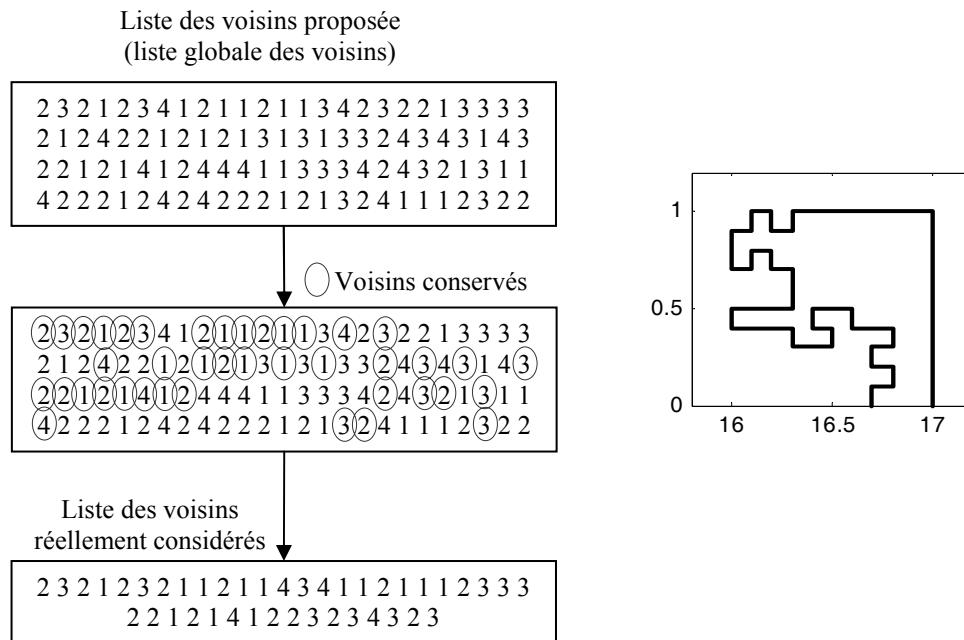 Liste des voisins proposée
(liste globale des voisins)
2 3 2 1 2 3 4 1 2 1 1 2 1 1 3 4 2 3 2 2 1 3 3 3 3
2 1 2 4 2 2 1 2 1 2 1 3 1 3 1 3 3 2 4 3 4 3 1 4 3
2 2 1 2 1 4 1 2 4 4 4 1 1 3 3 3 4 2 4 3 2 1 3 1 1
4 2 2 2 1 2 4 2 4 2 2 2 1 2 1 3 2 4 1 1 1 2 3 2 2
Voisins conservés
2 3 2 1 2 3 4 1 2 1 1 2 1 1 3 4 2 3 2 2 1 3 3 3 3
2 1 2 4 2 2 1 2 1 2 1 3 1 3 1 3 3 2 4 3 4 3 1 4 3
2 2 1 2 1 4 1 2 4 4 4 1 1 3 3 3 4 2 4 3 2 1 3 1 1
4 2 2 2 1 2 4 2 4 2 2 2 1 2 1 3 2 4 1 1 1 2 3 2 2
Liste des voisins
réellement considérés
2 3 2 1 2 3 2 1 1 2 1 1 4 3 4 1 1 2 1 1 1 2 3 3 3
2 2 1 2 1 4 1 2 2 3 2 3 4 3 2 3
1
0.5
0
16 16.5 17